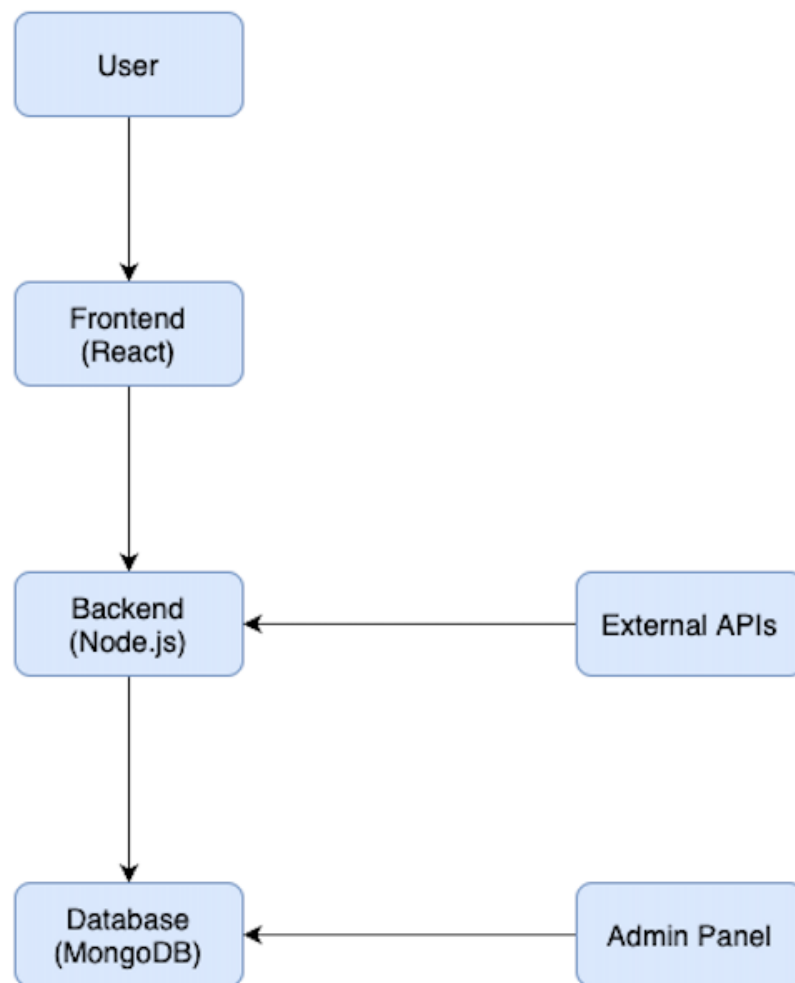 User
Frontend
(React)
Backend
(Node.js)
External APIs
Database
(MongoDB)
Admin Panel